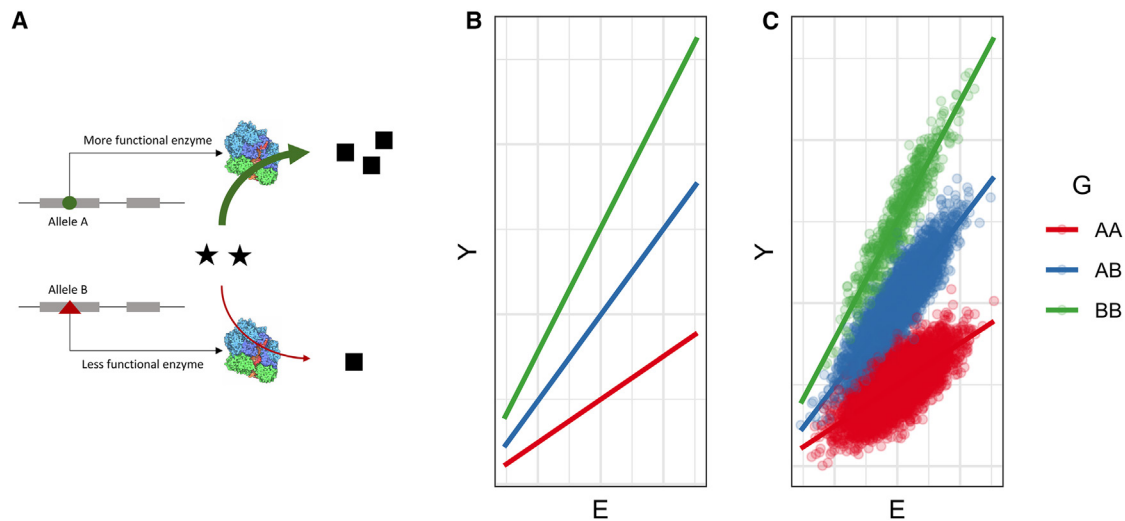 A
More functional enzyme
Allele A
Allele B
Less functional enzyme
B
Y
E
C
Y
E
G
AA
AB
BB